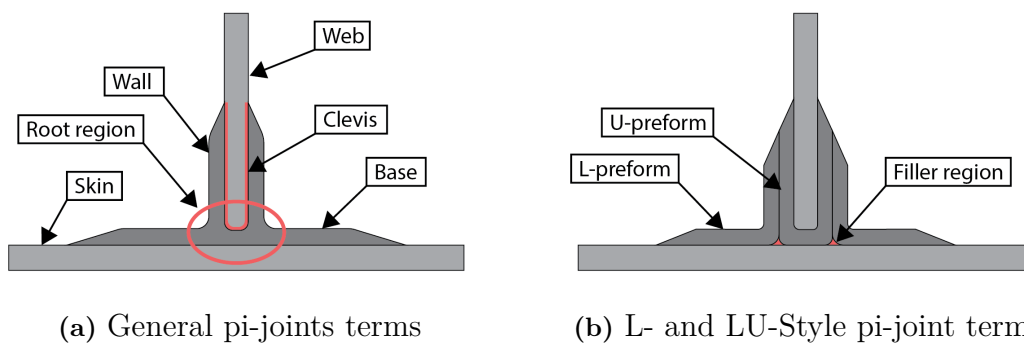 Web
Wall
Clevis
Root region
Base
Skin
U-preform
L-preform
Filler region
(a) General pi-joints terms
(b) L- and LU-Style pi-joint